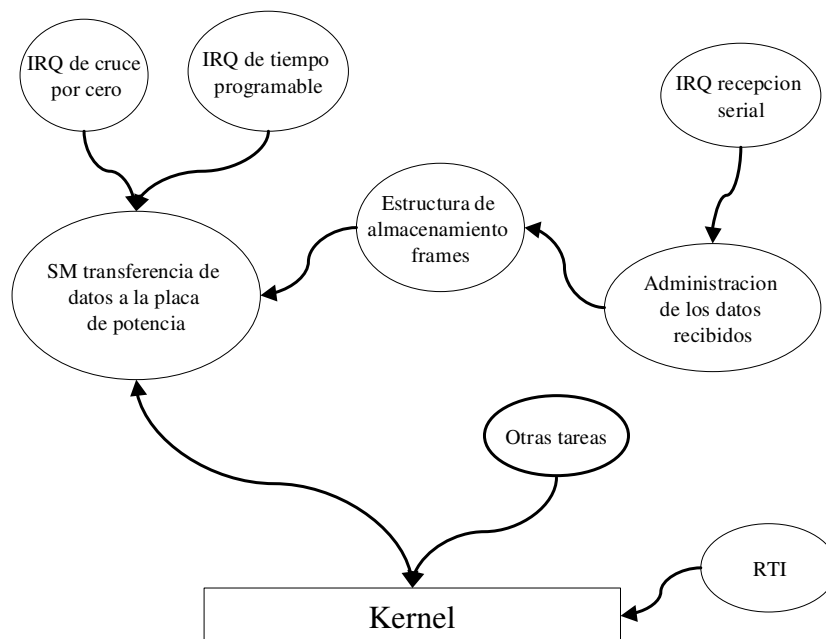 IRQ de cruce
por cero
IRQ de tiempo
programable
IRQ recepcion
serial
Estructura de
almacenamiento
frames
SM transferencia de
datos a la placa
de potencia
Administracion
de los datos
recibidos
Otras tareas
RTI
Kernel